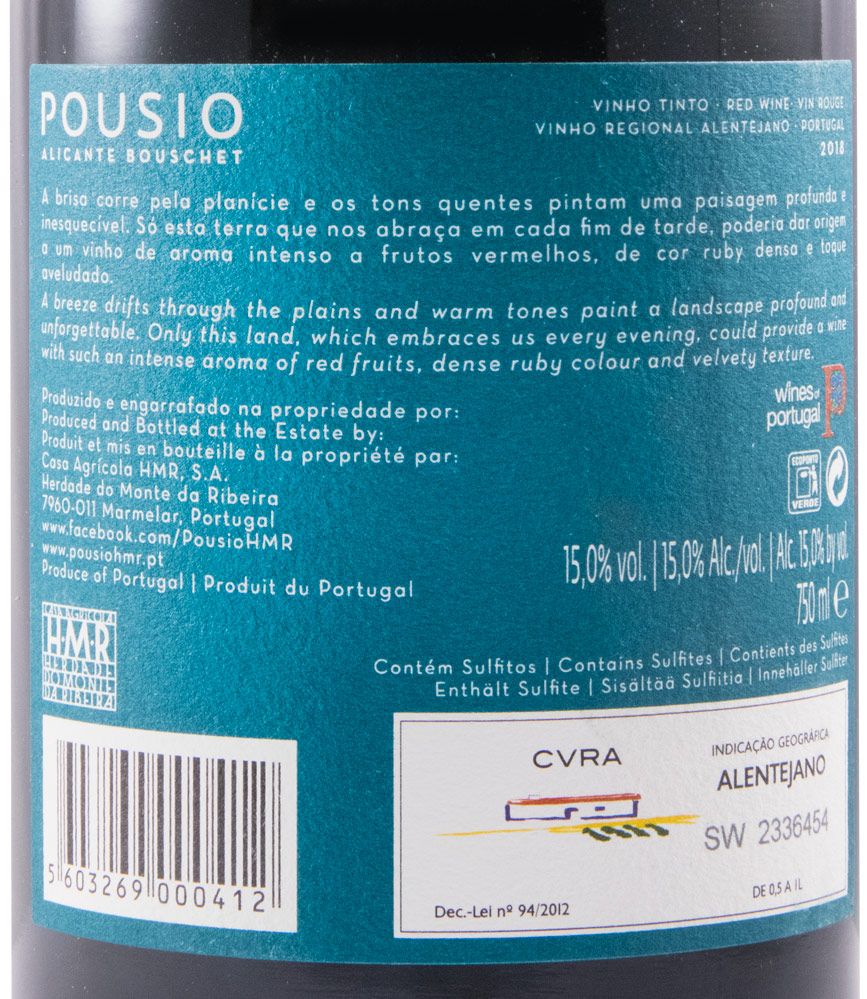 POUSIO
ALICANTE BOUSCHET
VINHO TINTO · RED WINE · VIN ROUGE
VINHO REGIONAL ALENTEJANO · PORTUGAL
2018
A brisa corre pela planície e os tons quentes pintam uma paisagem profunda e
inesquecível. Só esta terra que nos abraça em cada fim de tarde, poderia dar origem
a um vinho de aroma intenso a frutos vermelhos, de cor ruby densa e toque
aveludado.
A breeze drifts through the plains and warm tones paint a landscape profound and
unforgettable. Only this land, which embraces us every evening, could provide a wine
with such an intense aroma of red fruits, dense ruby colour and velvety texture.
Produzido e engarrafado na propriedade por:
Produced and Bottled at the Estate by:
Produit et mis en bouteille à la propriété par:
Casa Agrícola HMR, S.A.
Herdade do Monte da Ribeira
7960-011 Marmelar, Portugal
www.facebook.com/PousioHMR
www.pousiohmr.pt
Produce of Portugal | Produit du Portugal
wines of
portugal
ECOPONTO
VERDE
15,0% vol. | 15,0% Alc./vol. | Alc. 15,0% by vol.
750 ml e
CASA AGRÍCOLA
H·M·R
HERDADE
DO MONTE
DA RIBEIRA
Contém Sulfitos | Contains Sulfites | Contients des Sulfites
Enthält Sulfite | Sisältää Sulfiitia | Innehåller Sulfiter
5 603269 000412
CVRA
INDICAÇÃO GEOGRÁFICA
ALENTEJANO
SW 2336454
Dec.-Lei nº 94/2012
DE 0,5 A 1L